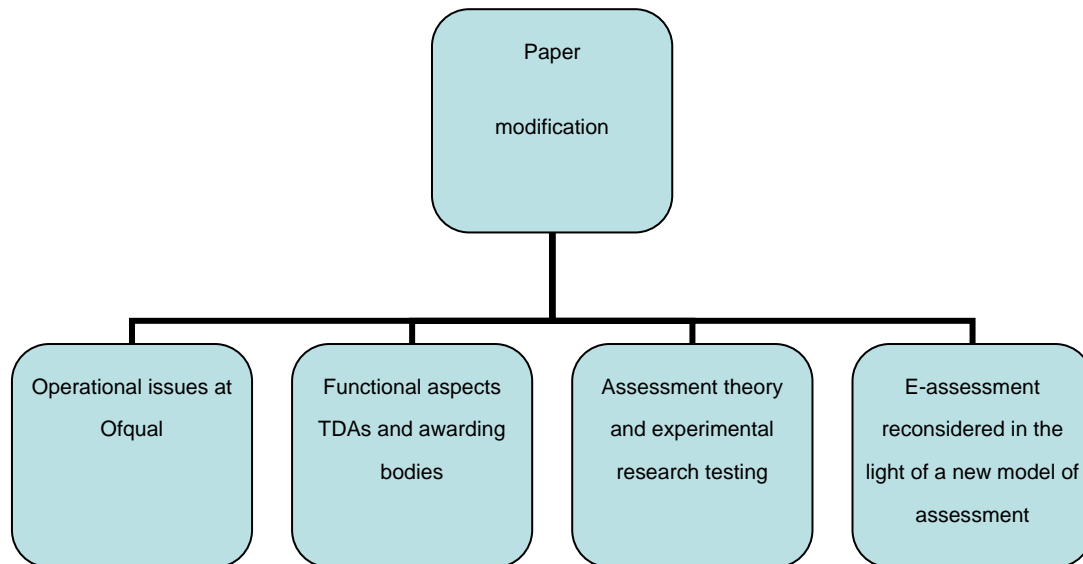 Paper
modification
Operational issues at
Ofqual
Functional aspects
TDAs and awarding
bodies
Assessment theory
and experimental
research testing
E-assessment
reconsidered in the
light of a new model of
assessment